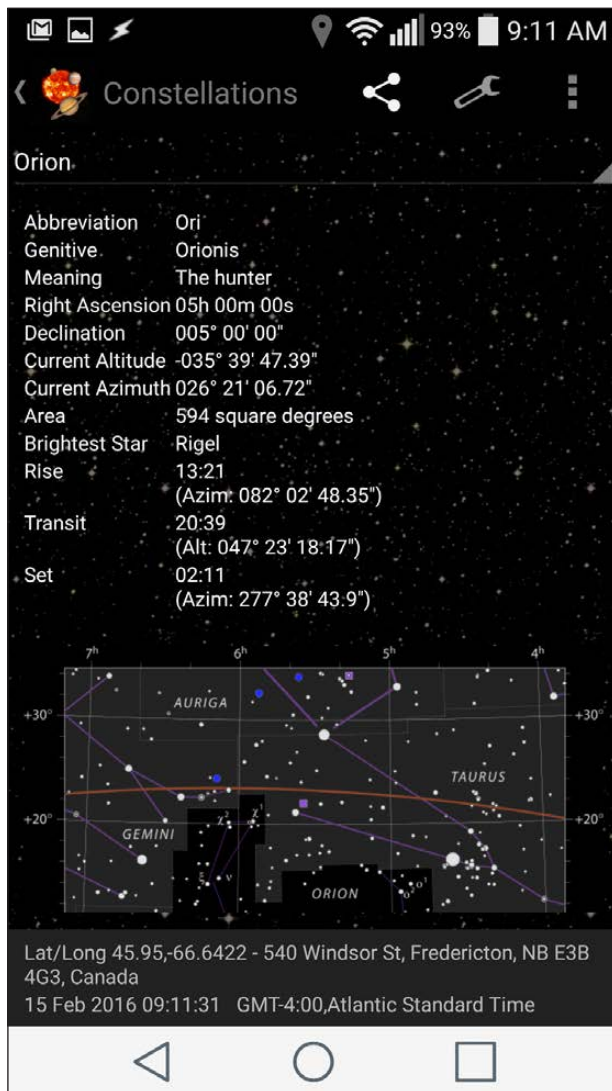 93% 9:11 AM
Constellations
Orion
Abbreviation Ori
Genitive Orionis
Meaning The hunter
Right Ascension 05h 00m 00s
Declination 005° 00' 00"
Current Altitude -035° 39' 47.39"
Current Azimuth 026° 21' 06.72"
Area 594 square degrees
Brightest Star Rigel
Rise 13:21
(Azim: 082° 02' 48.35")
Transit 20:39
(Alt: 047° 23' 18.17")
Set 02:11
(Azim: 277° 38' 43.9")
7h 6h 5h 4h
AURIGA
+30° +30°
TAURUS
+20° +20°
χ² χ¹
GEMINI
ξ ν
ORION
o² o¹
Lat/Long 45.95,-66.6422 - 540 Windsor St, Fredericton, NB E3B
4G3, Canada
15 Feb 2016 09:11:31 GMT-4:00,Atlantic Standard Time